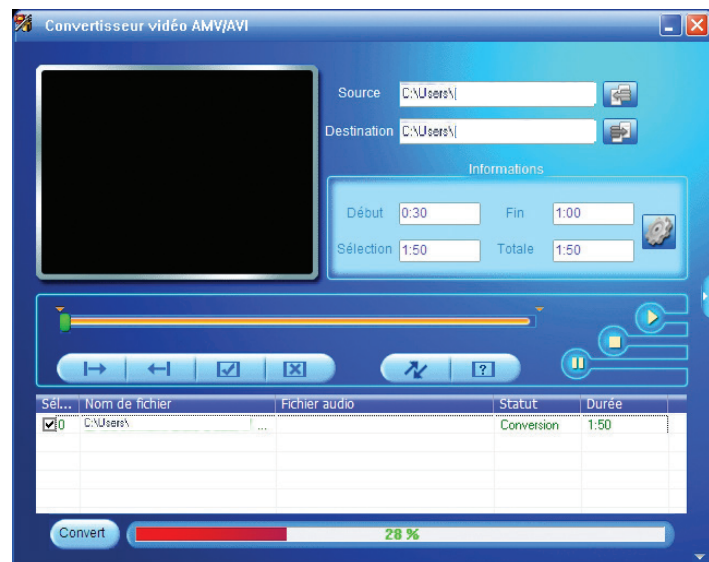 Convertisseur vidéo AMV/AVI
Source C:\Users\
Destination C:\Users\
Informations
Début 0:30 Fin 1:00
Sélection 1:50 Totale 1:50
Sél... Nom de fichier Fichier audio Statut Durée
0 C:\Users\ ... Conversion 1:50
Convert 28 %